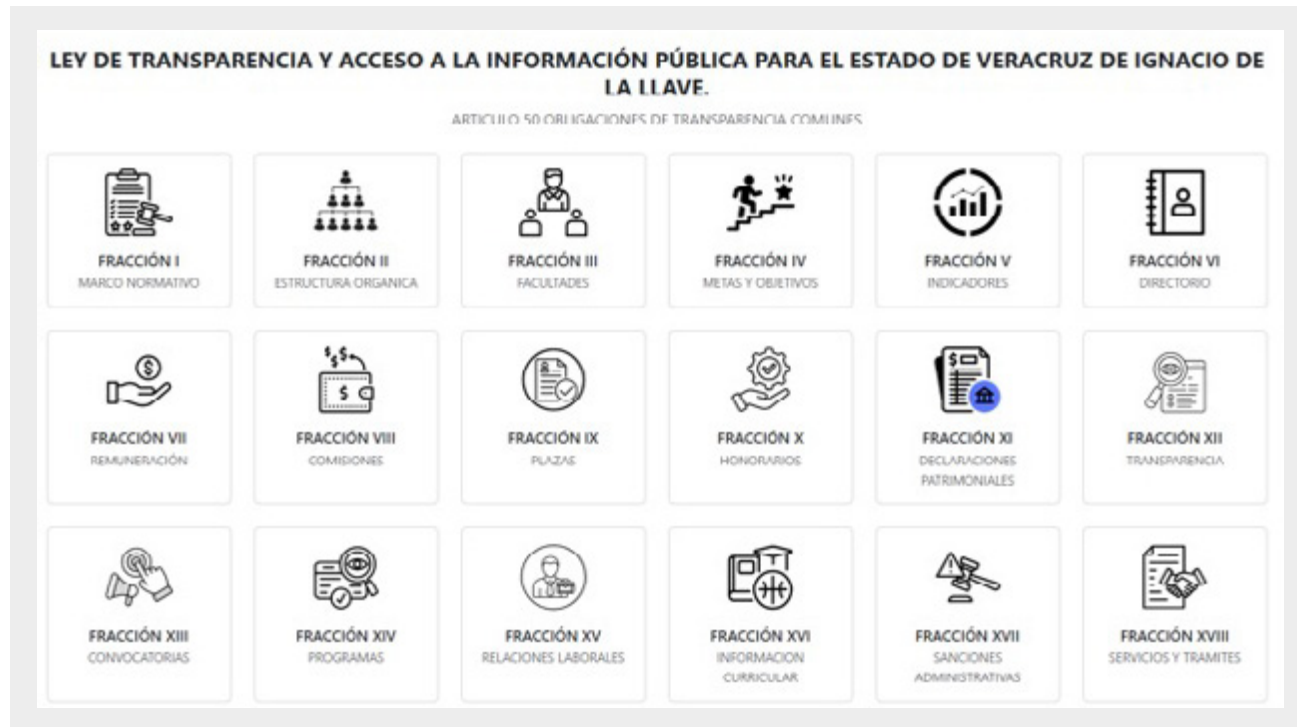 LEY DE TRANSPARENCIA Y ACCESO A LA INFORMACIÓN PÚBLICA PARA EL ESTADO DE VERACRUZ DE IGNACIO DE
LA LLAVE.
ARTICULO 50 OBLIGACIONES DE TRANSPARENCIA COMUNES
FRACCIÓN I
MARCO NORMATIVO
FRACCIÓN II
ESTRUCTURA ORGANICA
FRACCIÓN III
FACULTADES
FRACCIÓN IV
METAS Y OBJETIVOS
FRACCIÓN V
INDICADORES
FRACCIÓN VI
DIRECTORIO
FRACCIÓN VII
REMUNERACIÓN
FRACCIÓN VIII
COMISIONES
FRACCIÓN IX
PLAZAS
FRACCIÓN X
HONORARIOS
FRACCIÓN XI
DECLARACIONES
PATRIMONIALES
FRACCIÓN XII
TRANSPARENCIA
FRACCIÓN XIII
CONVOCATORIAS
FRACCIÓN XIV
PROGRAMAS
FRACCIÓN XV
RELACIONES LABORALES
FRACCIÓN XVI
INFORMACION
CURRICULAR
FRACCIÓN XVII
SANCIONES
ADMINISTRATIVAS
FRACCIÓN XVIII
SERVICIOS Y TRAMITES